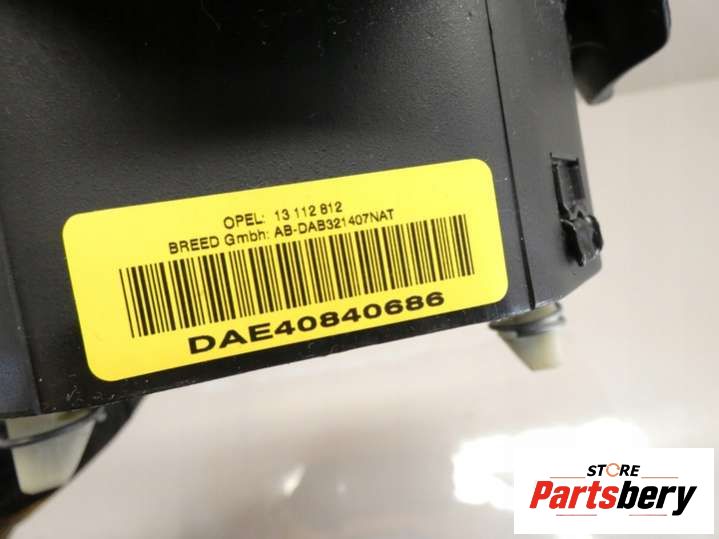 OPEL: 13 112 812
BREED Gmbh: AB-DAB321407NAT
DAE40840686
STORE
Partsbery